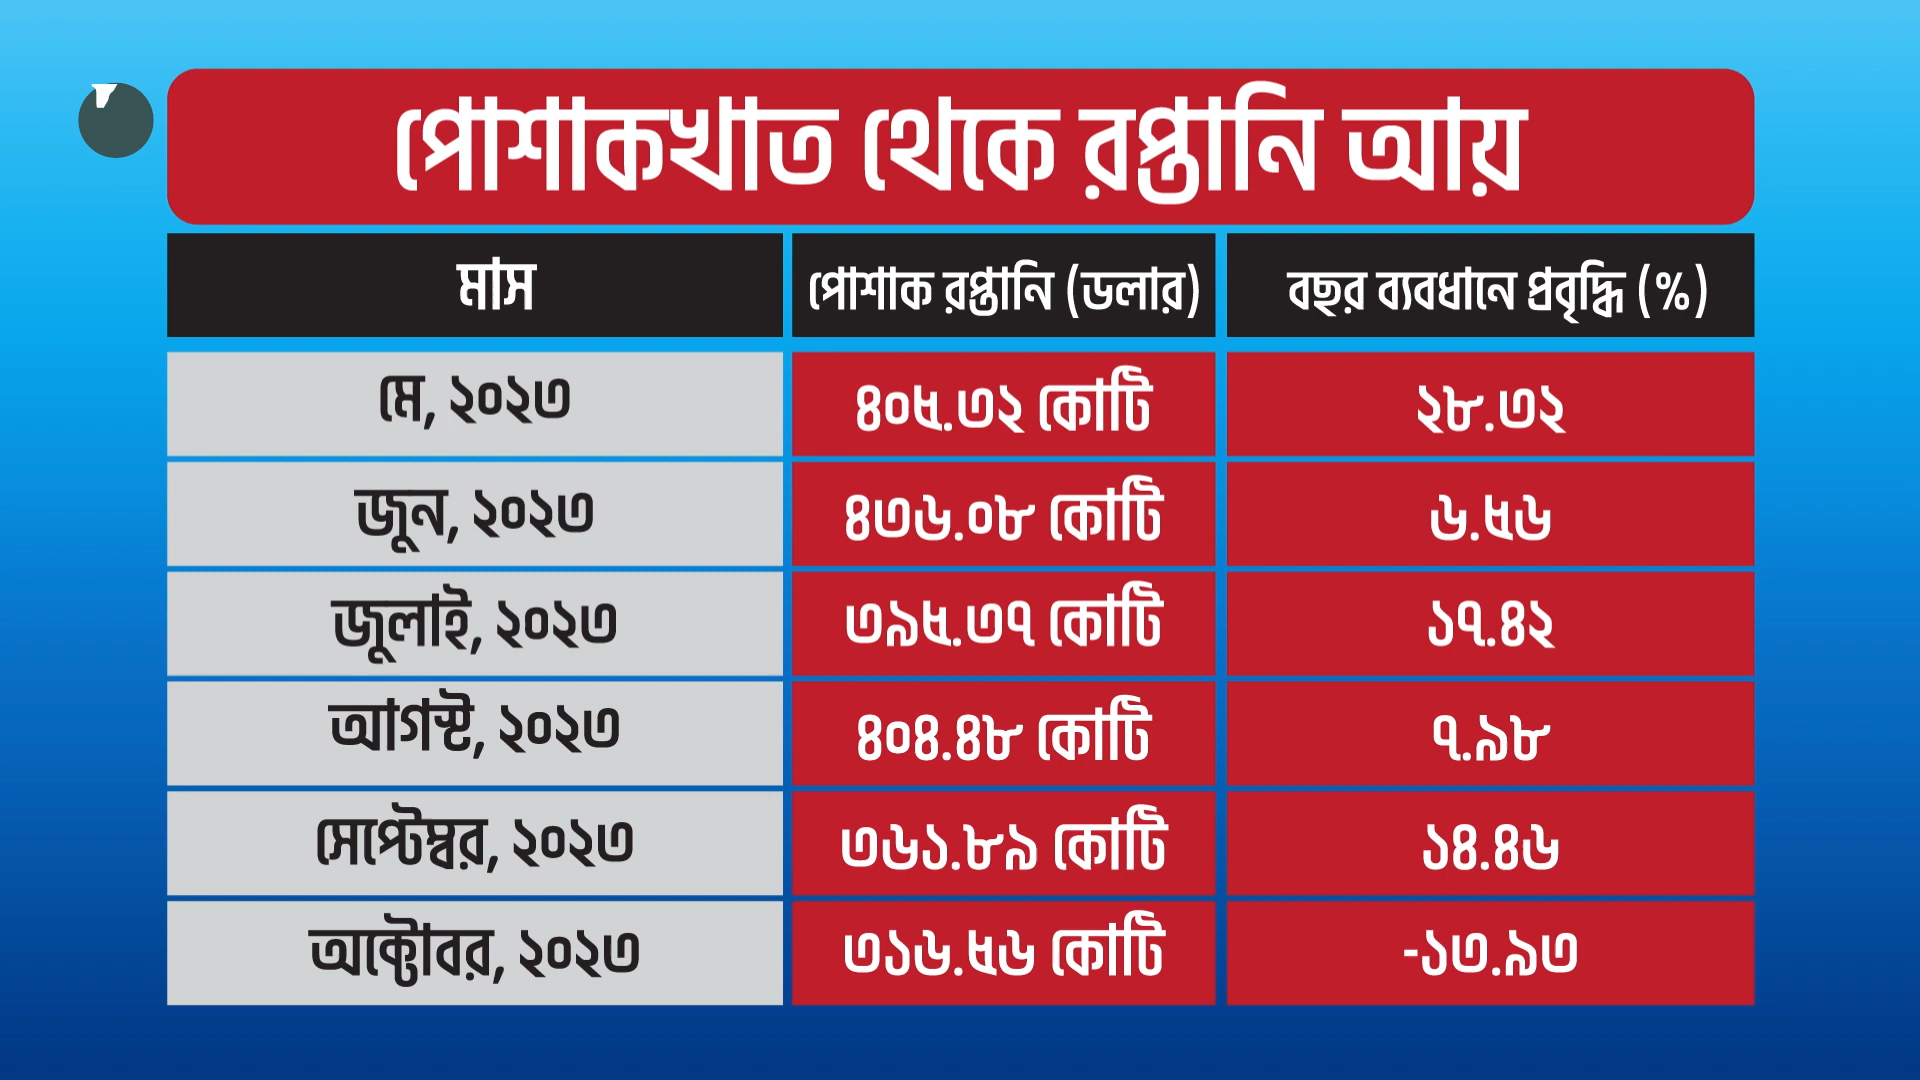 পোশাকখাত থেকে রপ্তানি আয়
মাস পোশাক রপ্তানি (ডলার) বছর ব্যবধানে প্রবৃদ্ধি (%)
মে, ২০২৩ ৪০৫.৩২ কোটি ২৮.৩২
জুন, ২০২৩ ৪৩৬.০৮ কোটি ৬.৫৬
জুলাই, ২০২৩ ৩৯৫.৩৭ কোটি ১৭.৪২
আগস্ট, ২০২৩ ৪০৪.৪৮ কোটি ৭.৯৮
সেপ্টেম্বর, ২০২৩ ৩৬১.৮৯ কোটি ১৪.৪৬
অক্টোবর, ২০২৩ ৩১৬.৫৬ কোটি -১৩.৯৩